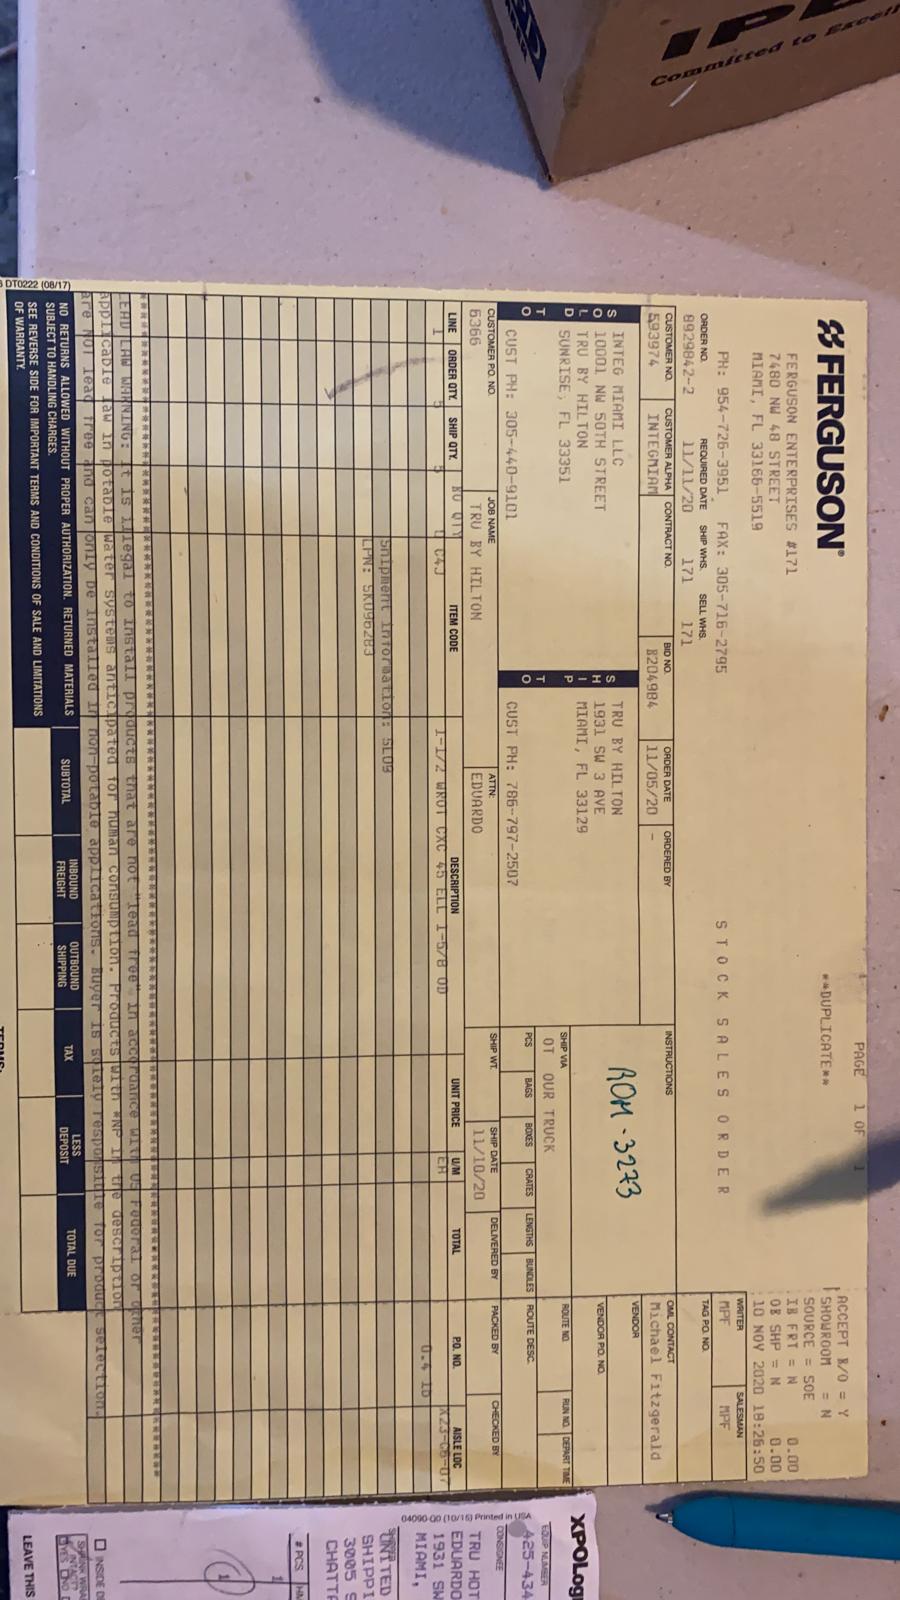 IPE
Committed to Excell
FERGUSON®
PAGE 1 OF 1
**DUPLICATE**
ACCEPT B/O = Y
SHOWROOM = N
SOURCE = SOE
IB FRT = N 0.00
OB SHP = N 0.00
10 NOV 2020 18:26:50
FERGUSON ENTERPRISES #171
7480 NW 48 STREET
MIAMI, FL 33166-5519
PH: 954-726-3951 FAX: 305-716-2795
STOCK SALES ORDER
WRITER SALESMAN
MPF MPF
TAG P.O. NO.
ORDER NO. REQUIRED DATE SHIP WHS. SELL WHS.
8929842-2 11/11/20 171 171
CUSTOMER NO. CUSTOMER ALPHA CONTRACT NO. BID NO. ORDER DATE ORDERED BY INSTRUCTIONS OML CONTACT
593974 INTEGMIAM B204984 11/05/20 - Michael Fitzgerald
VENDOR
VENDOR P.O. NO.
ROM-3273
SOLD TO
INTEG MIAMI LLC
10001 NW 50TH STREET
TRU BY HILTON
SUNRISE, FL 33351
CUST PH: 305-440-9101
SHIP TO
TRU BY HILTON
1931 SW 3 AVE
MIAMI, FL 33129
CUST PH: 786-797-2507
SHIP VIA ROUTE NO. RUN NO. DEPART TIME
OT OUR TRUCK
PCS BAGS BOXES CRATES LENGTHS BUNDLES ROUTE DESC.
CUSTOMER P.O. NO. JOB NAME ATTN: SHIP WT. SHIP DATE DELIVERED BY PACKED BY CHECKED BY
6366 TRU BY HILTON EDUARDO 11/10/20
LINE ORDER QTY. SHIP QTY. BO QTY ITEM CODE DESCRIPTION UNIT PRICE U/M TOTAL P.O. NO. AISLE LOC
1 5 5 0 C4J 1-1/2 WROT CXC 45 ELL 1-5/8 OD EA X23-C6-07
0.4 lb
Shipment information: SL09
LPN: SK096283
LEAD LAW WARNING: It is illegal to install products that are not "lead free" in accordance with US Federal or other
applicable law in potable water systems anticipated for human consumption. Products with *NP in the description
are NOT lead free and can only be installed in non-potable applications. Buyer is solely responsible for product selection.
NO RETURNS ALLOWED WITHOUT PROPER AUTHORIZATION. RETURNED MATERIALS
SUBJECT TO HANDLING CHARGES.
SEE REVERSE SIDE FOR IMPORTANT TERMS AND CONDITIONS OF SALE AND LIMITATIONS
OF WARRANTY.
SUBTOTAL INBOUND FREIGHT OUTBOUND SHIPPING TAX LESS DEPOSIT TOTAL DUE
DT0222 (08/17)
TERMS:
XPOLog
EQUIP NUMBER
425-434
CONSIGNEE
TRU HOT
EDUARDO
1931 SW
MIAMI,
UNITED
SHIPPI
3005 S
CHATTA
# PCS. HM
1
1
INSIDE DE
SHRINK WRA
INTACT?
YES NO
LEAVE THIS